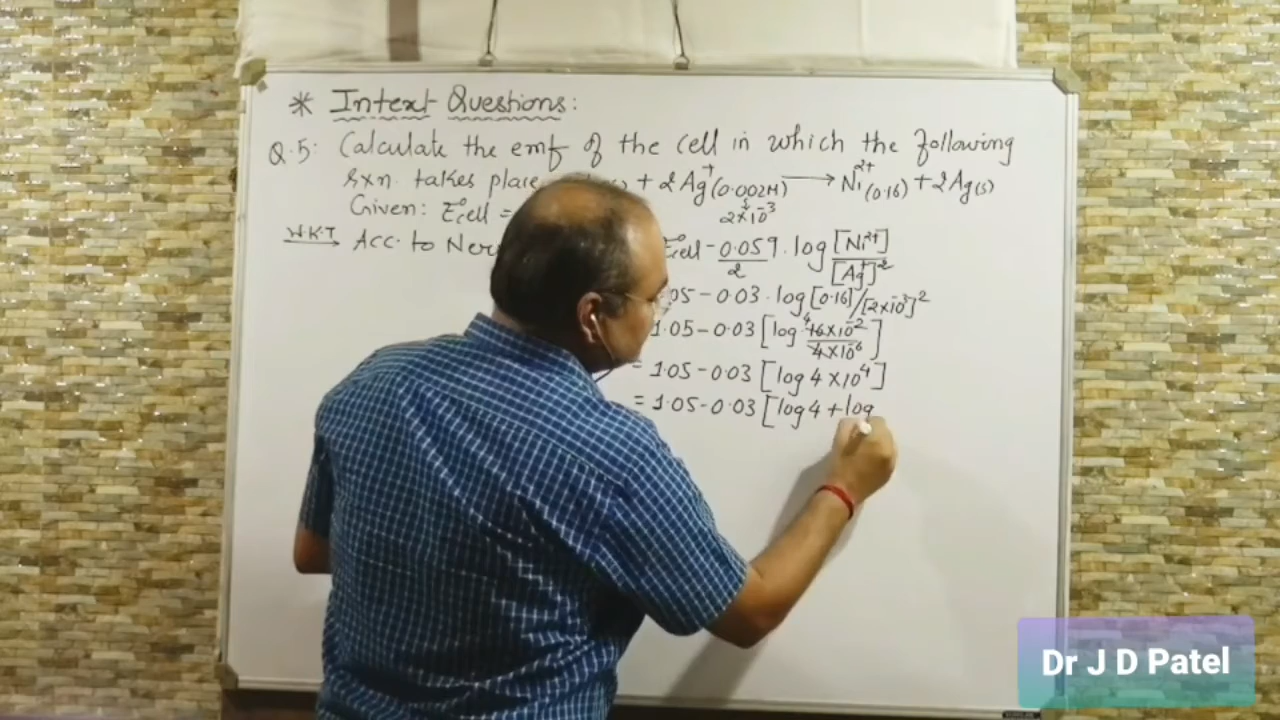 * Intext Questions:
Q.5: Calculate the emf of the cell in which the following
rxn. takes place + 2Ag⁺(0.002M) → Ni²⁺(0.16) + 2Ag(s)
Given: E°cell = 2×10⁻³
W.K.T Acc. to Ecell - 0.059/2 . log [Ni²⁺]/[Ag⁺]²
05 - 0.03 . log [0.16]/[2×10⁻³]²
1.05 - 0.03 [log 4 16×10⁻²/4×10⁻⁶]
= 1.05 - 0.03 [log 4×10⁴]
= 1.05 - 0.03 [log 4 + log
Dr J D Patel